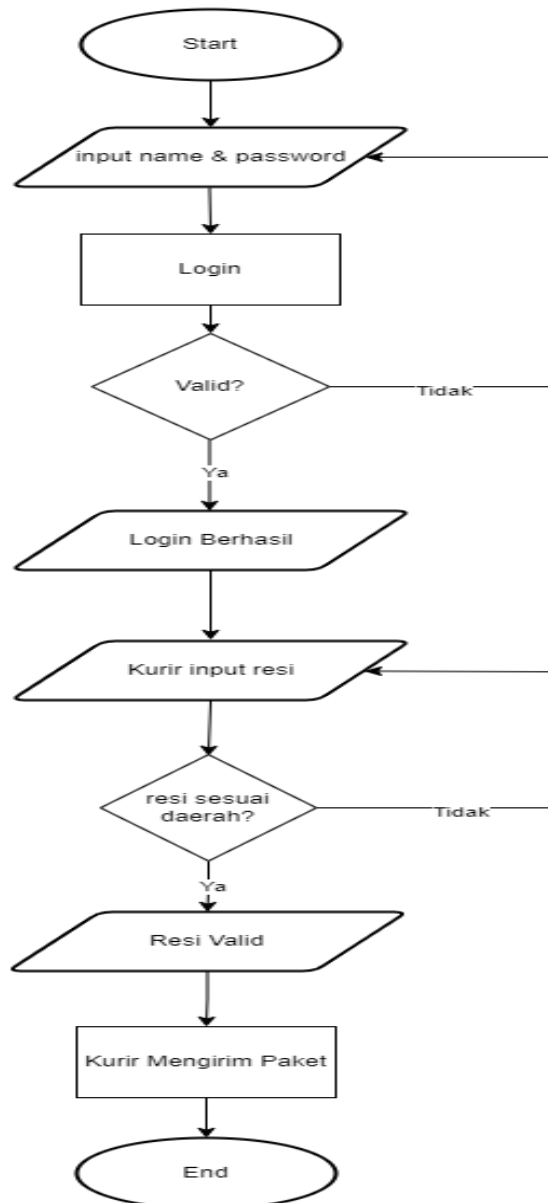 Start
input name & password
Login
Valid?
Tidak
Ya
Login Berhasil
Kurir input resi
resi sesuai
daerah?
Tidak
Ya
Resi Valid
Kurir Mengirim Paket
End